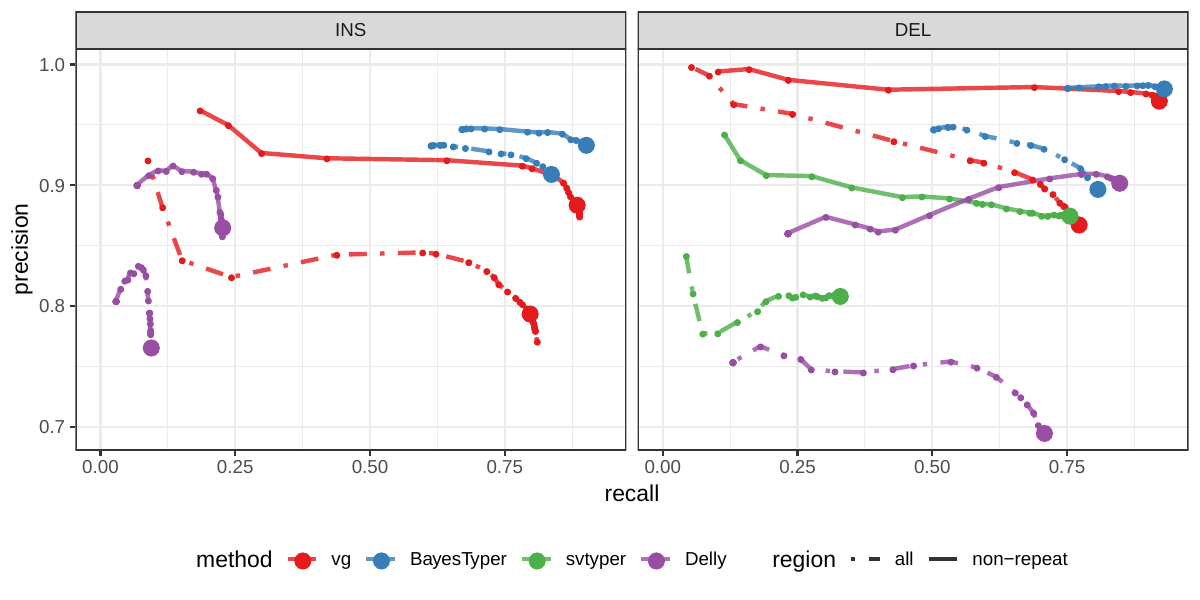 INS DEL
1.0
0.9
0.8
0.7
precision
0.00 0.25 0.50 0.75 0.00 0.25 0.50 0.75
recall
method vg BayesTyper svtyper Delly region all non−repeat